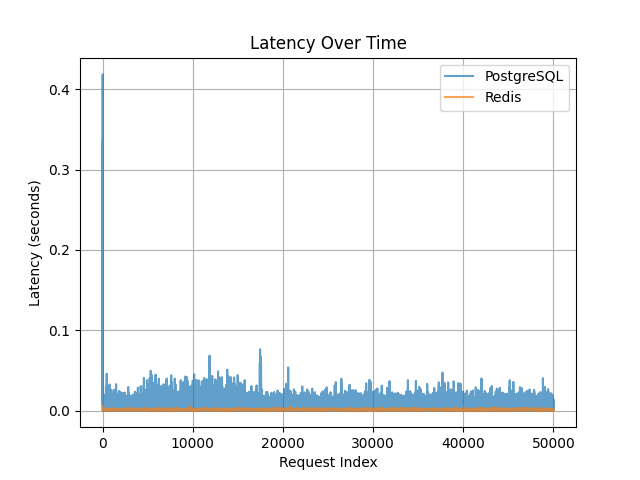 Latency Over Time
PostgreSQL
Redis
0.4
0.3
0.2
0.1
0.0
Latency (seconds)
0 10000 20000 30000 40000 50000
Request Index